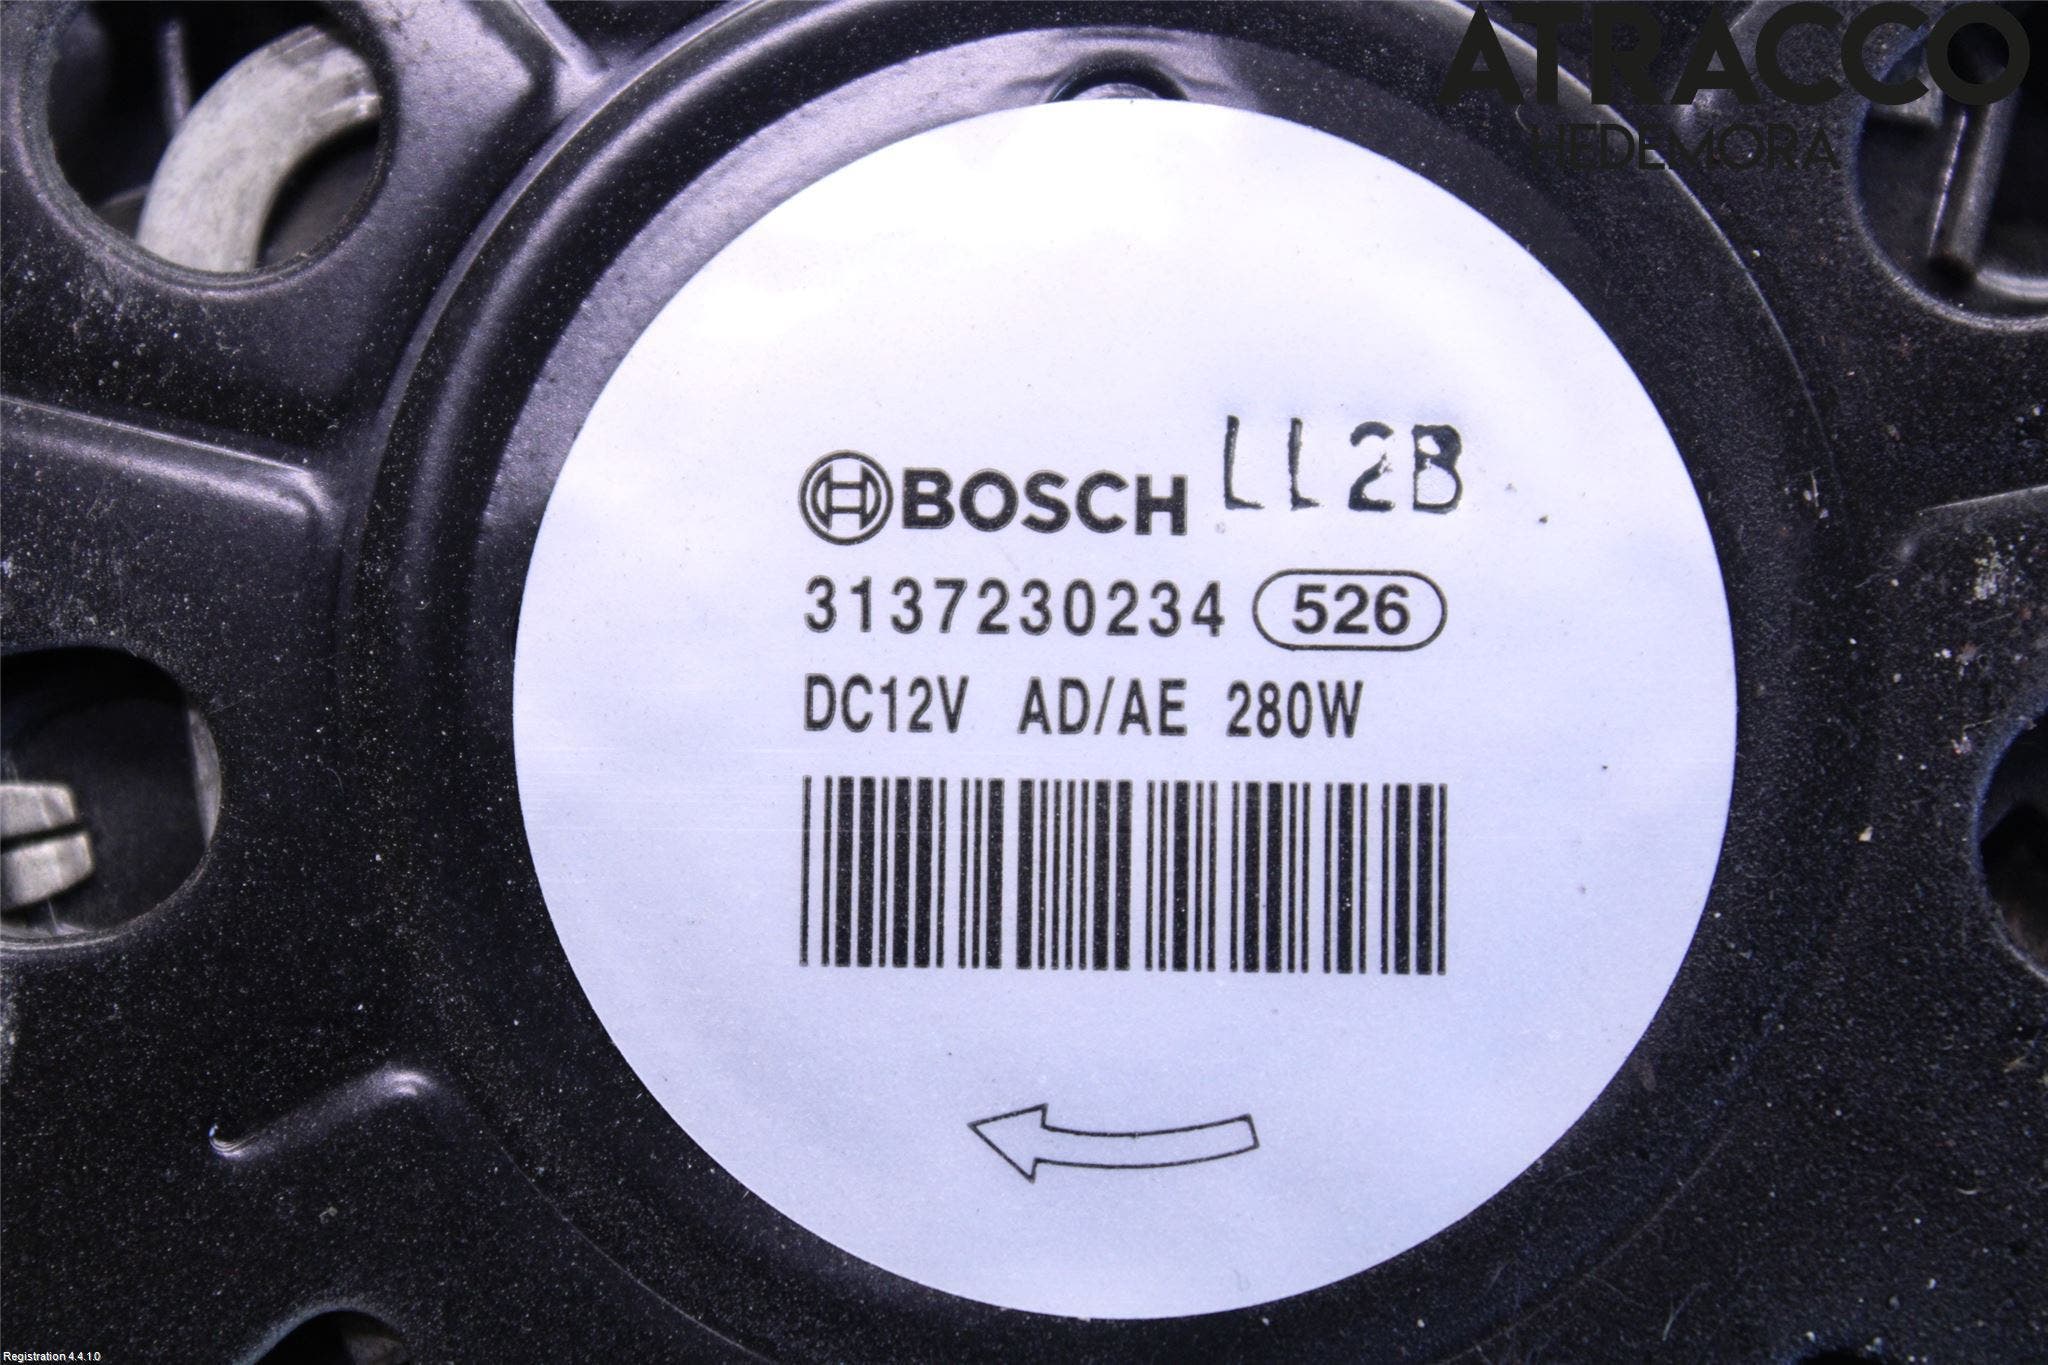 ATRACCO
HEDEMORA
BOSCH LL2B
3137230234 526
DC12V AD/AE 280W
Registration 4.4.1.0